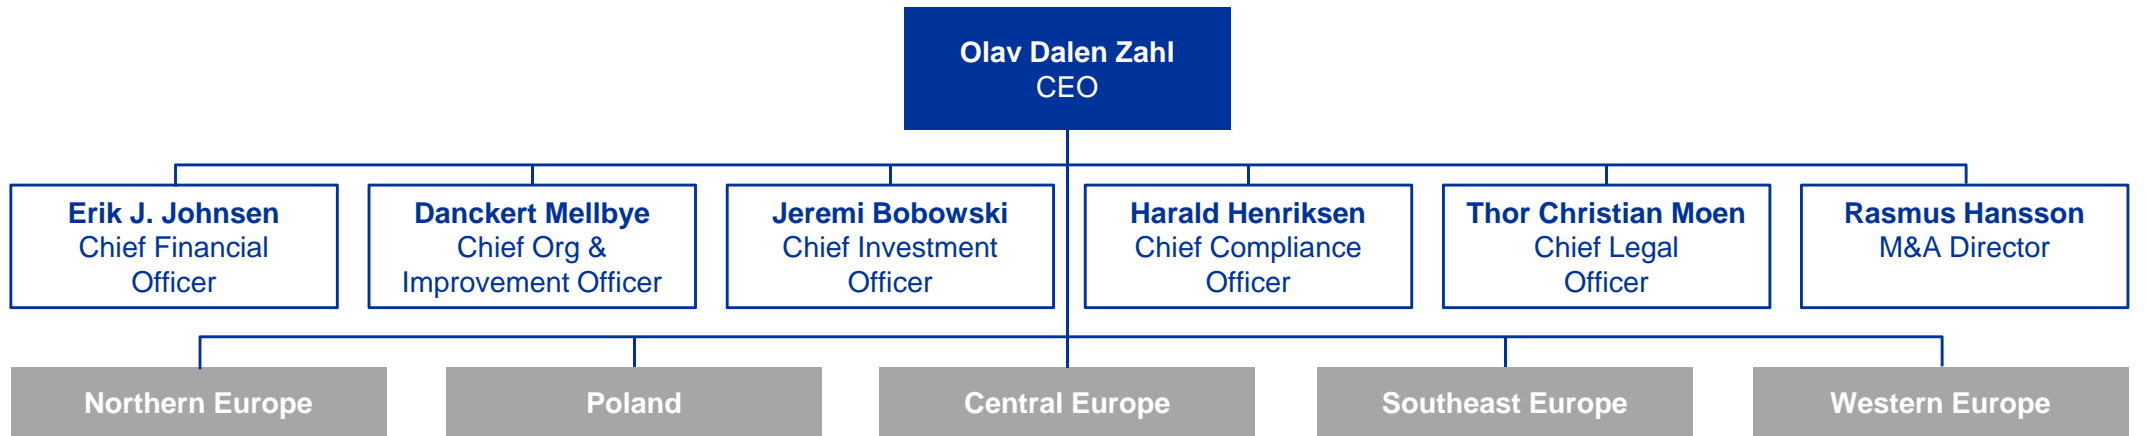 Olav Dalen Zahl
CEO
Erik J. Johnsen
Chief Financial
Officer
Danckert Mellbye
Chief Org &
Improvement Officer
Jeremi Bobowski
Chief Investment
Officer
Harald Henriksen
Chief Compliance
Officer
Thor Christian Moen
Chief Legal
Officer
Rasmus Hansson
M&A Director
Northern Europe
Poland
Central Europe
Southeast Europe
Western Europe